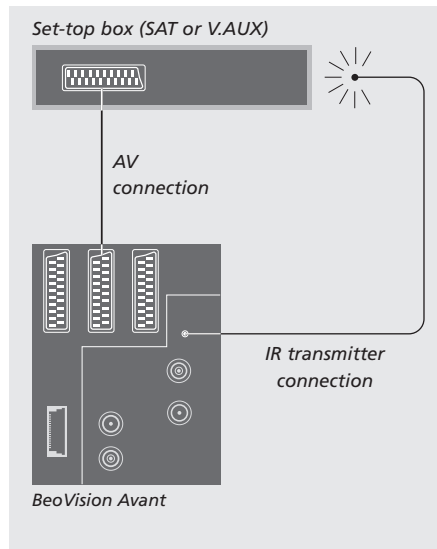 Set-top box (SAT or V.AUX)
AV
connection
IR transmitter
connection
BeoVision Avant